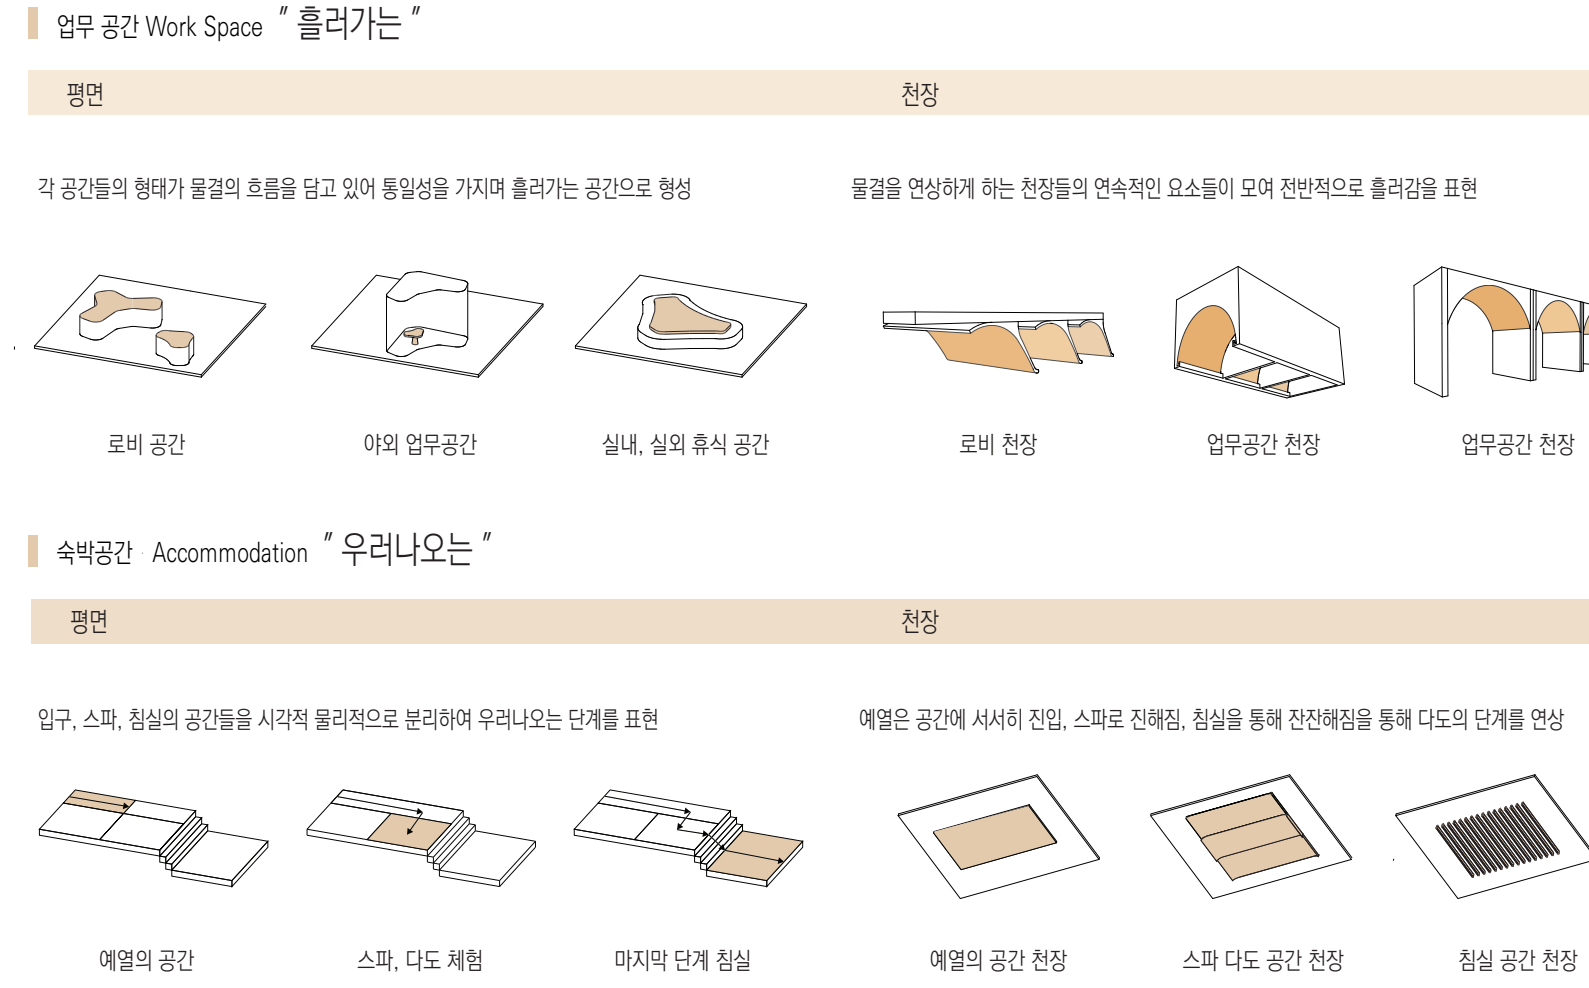 업무 공간 Work Space " 흘러가는 "
평면
천장
각 공간들의 형태가 물결의 흐름을 담고 있어 통일성을 가지며 흘러가는 공간으로 형성
물결을 연상하게 하는 천장들의 연속적인 요소들이 모여 전반적으로 흘러감을 표현
로비 공간
야외 업무공간
실내, 실외 휴식 공간
로비 천장
업무공간 천장
업무공간 천장
숙박공간 Accommodation " 우러나오는 "
평면
천장
입구, 스파, 침실의 공간들을 시각적 물리적으로 분리하여 우러나오는 단계를 표현
예열은 공간에 서서히 진입, 스파로 진해짐, 침실을 통해 잔잔해짐을 통해 다도의 단계를 연상
예열의 공간
스파, 다도 체험
마지막 단계 침실
예열의 공간 천장
스파 다도 공간 천장
침실 공간 천장